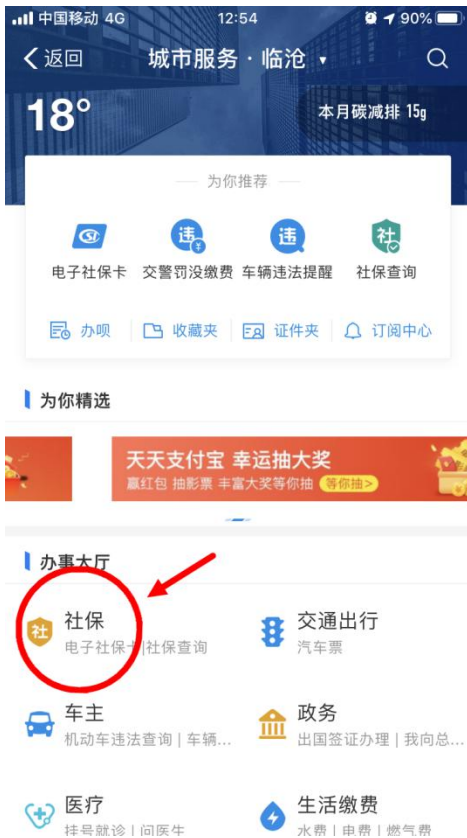 中国移动 4G 12:54 90%
返回 城市服务 · 临沧
18° 本月碳减排 15g
为你推荐
电子社保卡 交警罚没缴费 车辆违法提醒 社保查询
办呗 收藏夹 证件夹 订阅中心
为你精选
天天支付宝 幸运抽大奖
赢红包 抽影票 丰富大奖等你抽 等你抽>
办事大厅
社保 交通出行
电子社保卡|社保查询 汽车票
车主 政务
机动车违法查询 | 车辆... 出国签证办理 | 我向总...
医疗 生活缴费
挂号就诊 | 问医生 水费 | 电费 | 燃气费